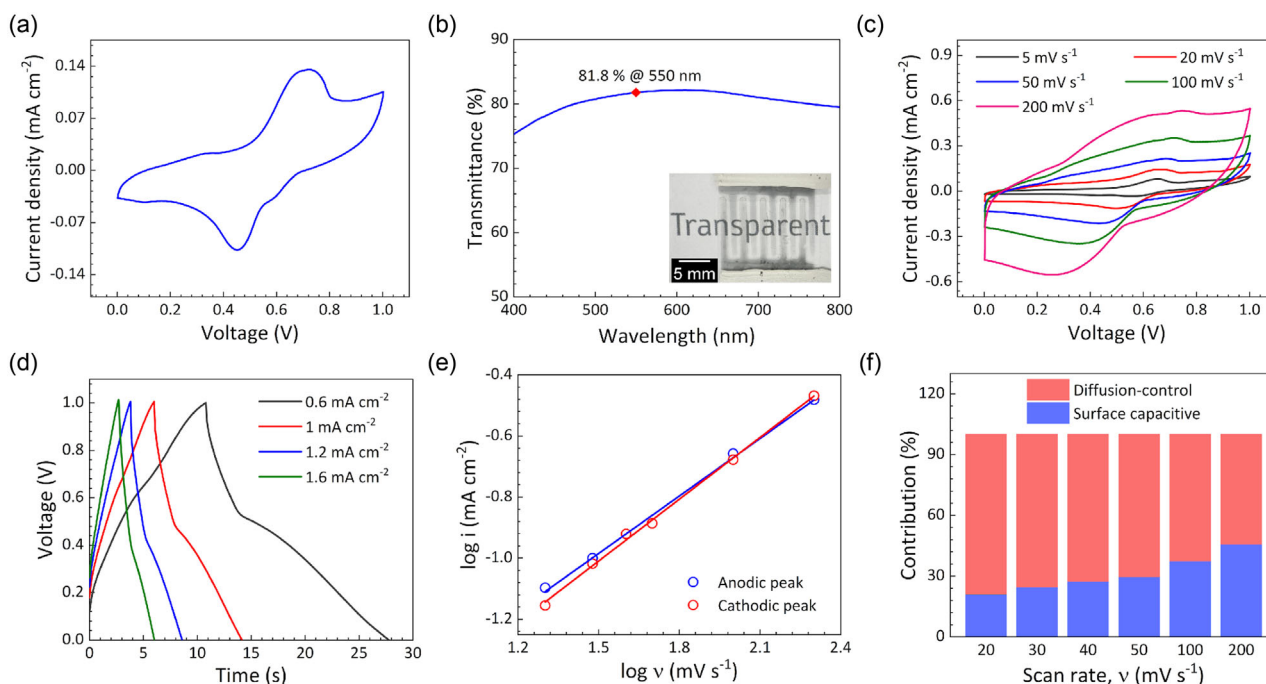 (a)
0.14
0.07
0.00
-0.07
-0.14
Current density (mA cm⁻²)
0.0 0.2 0.4 0.6 0.8 1.0
Voltage (V)
(b)
90
80
70
60
50
Transmittance (%)
81.8 % @ 550 nm
Transparent
5 mm
400 500 600 700 800
Wavelength (nm)
(c)
0.9
0.6
0.3
0.0
-0.3
-0.6
Current density (mA cm⁻²)
5 mV s⁻¹ 20 mV s⁻¹
50 mV s⁻¹ 100 mV s⁻¹
200 mV s⁻¹
0.0 0.2 0.4 0.6 0.8 1.0
Voltage (V)
(d)
1.0
0.8
0.6
0.4
0.2
0.0
Voltage (V)
0.6 mA cm⁻²
1 mA cm⁻²
1.2 mA cm⁻²
1.6 mA cm⁻²
0 5 10 15 20 25 30
Time (s)
(e)
-0.4
-0.6
-0.8
-1.0
-1.2
log i (mA cm⁻²)
Anodic peak
Cathodic peak
1.2 1.5 1.8 2.1 2.4
log ν (mV s⁻¹)
(f)
120
90
60
30
0
Contribution (%)
Diffusion-control
Surface capacitive
20 30 40 50 100 200
Scan rate, ν (mV s⁻¹)